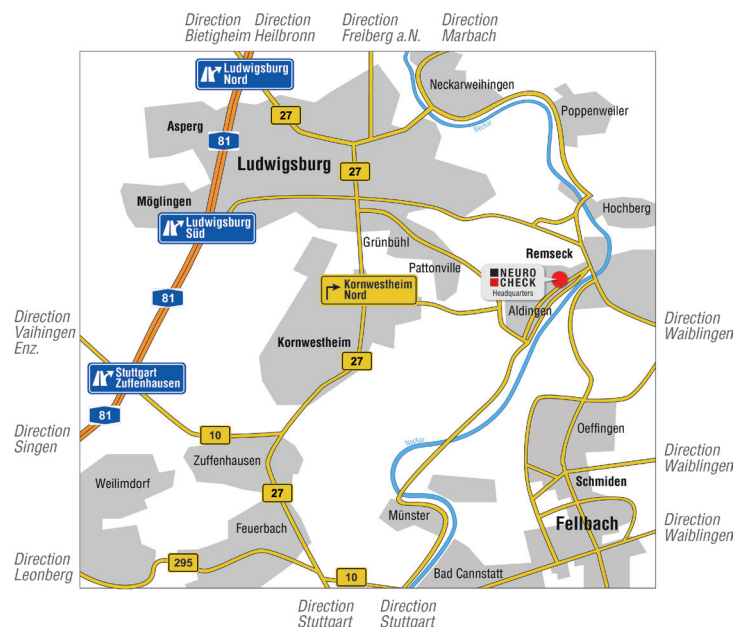 Direction
Bietigheim
Direction
Heilbronn
Direction
Freiberg a.N.
Direction
Marbach
Ludwigsburg
Nord
Neckarweihingen
Poppenweiler
27
Neckar
Asperg
81
Ludwigsburg
27
Möglingen
Hochberg
Ludwigsburg
Süd
Grünbühl
Remseck
Pattonville
NEURO
CHECK
Headquarters
Kornwestheim
Nord
81
Aldingen
Direction
Vaihingen
Enz.
Direction
Waiblingen
Kornwestheim
27
Stuttgart
Zuffenhausen
81
10
Direction
Singen
Neckar
Oeffingen
Zuffenhausen
Direction
Waiblingen
Weilimdorf
Schmiden
27
Münster
Feuerbach
Fellbach
Direction
Waiblingen
Direction
Leonberg
295
10
Bad Cannstatt
Direction
Stuttgart
Direction
Stuttgart